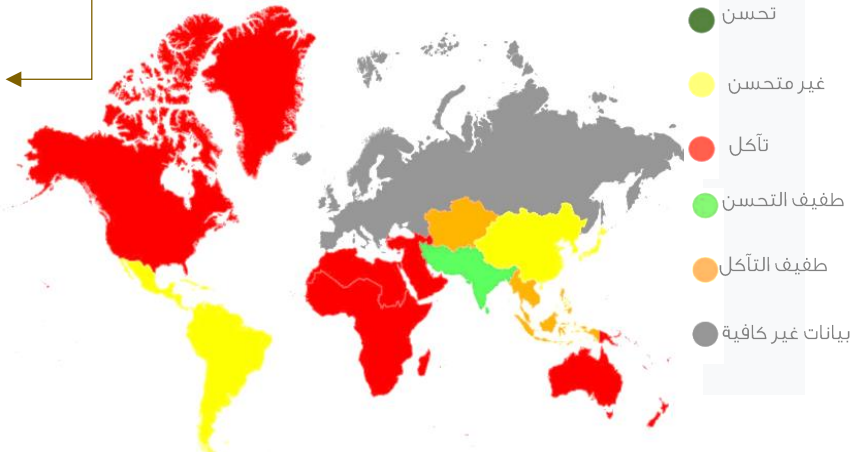 تحسن
غير متحسن
تآكل
طفيف التحسن
طفيف التآكل
بيانات غير كافية